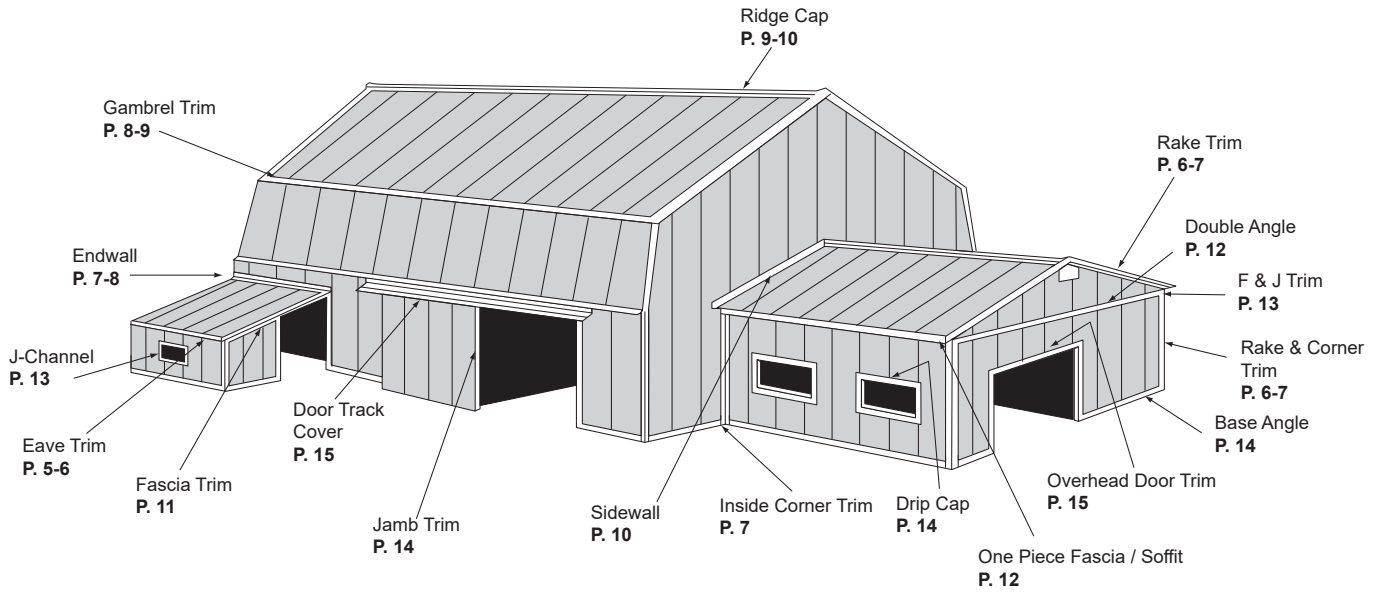 Ridge Cap
P. 9-10
Gambrel Trim
P. 8-9
Rake Trim
P. 6-7
Double Angle
P. 12
Endwall
P. 7-8
F & J Trim
P. 13
J-Channel
P. 13
Rake & Corner
Trim
P. 6-7
Door Track
Cover
P. 15
Base Angle
P. 14
Eave Trim
P. 5-6
Fascia Trim
P. 11
Overhead Door Trim
P. 15
Jamb Trim
P. 14
Sidewall
P. 10
Inside Corner Trim
P. 7
Drip Cap
P. 14
One Piece Fascia / Soffit
P. 12